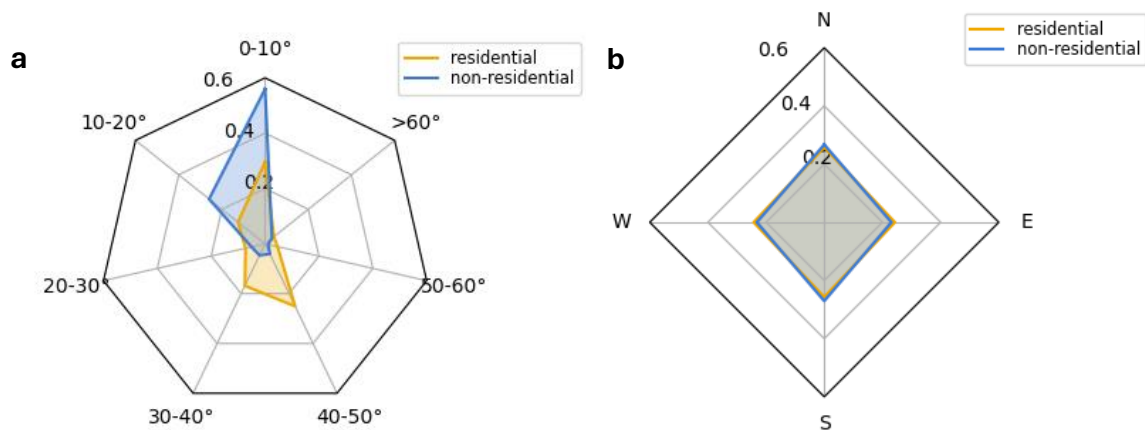 a
0-10°
residential
non-residential
0.6
10-20°
0.4
>60°
0.2
20-30°
50-60°
30-40°
40-50°
b
N
residential
non-residential
0.6
0.4
0.2
W
E
S